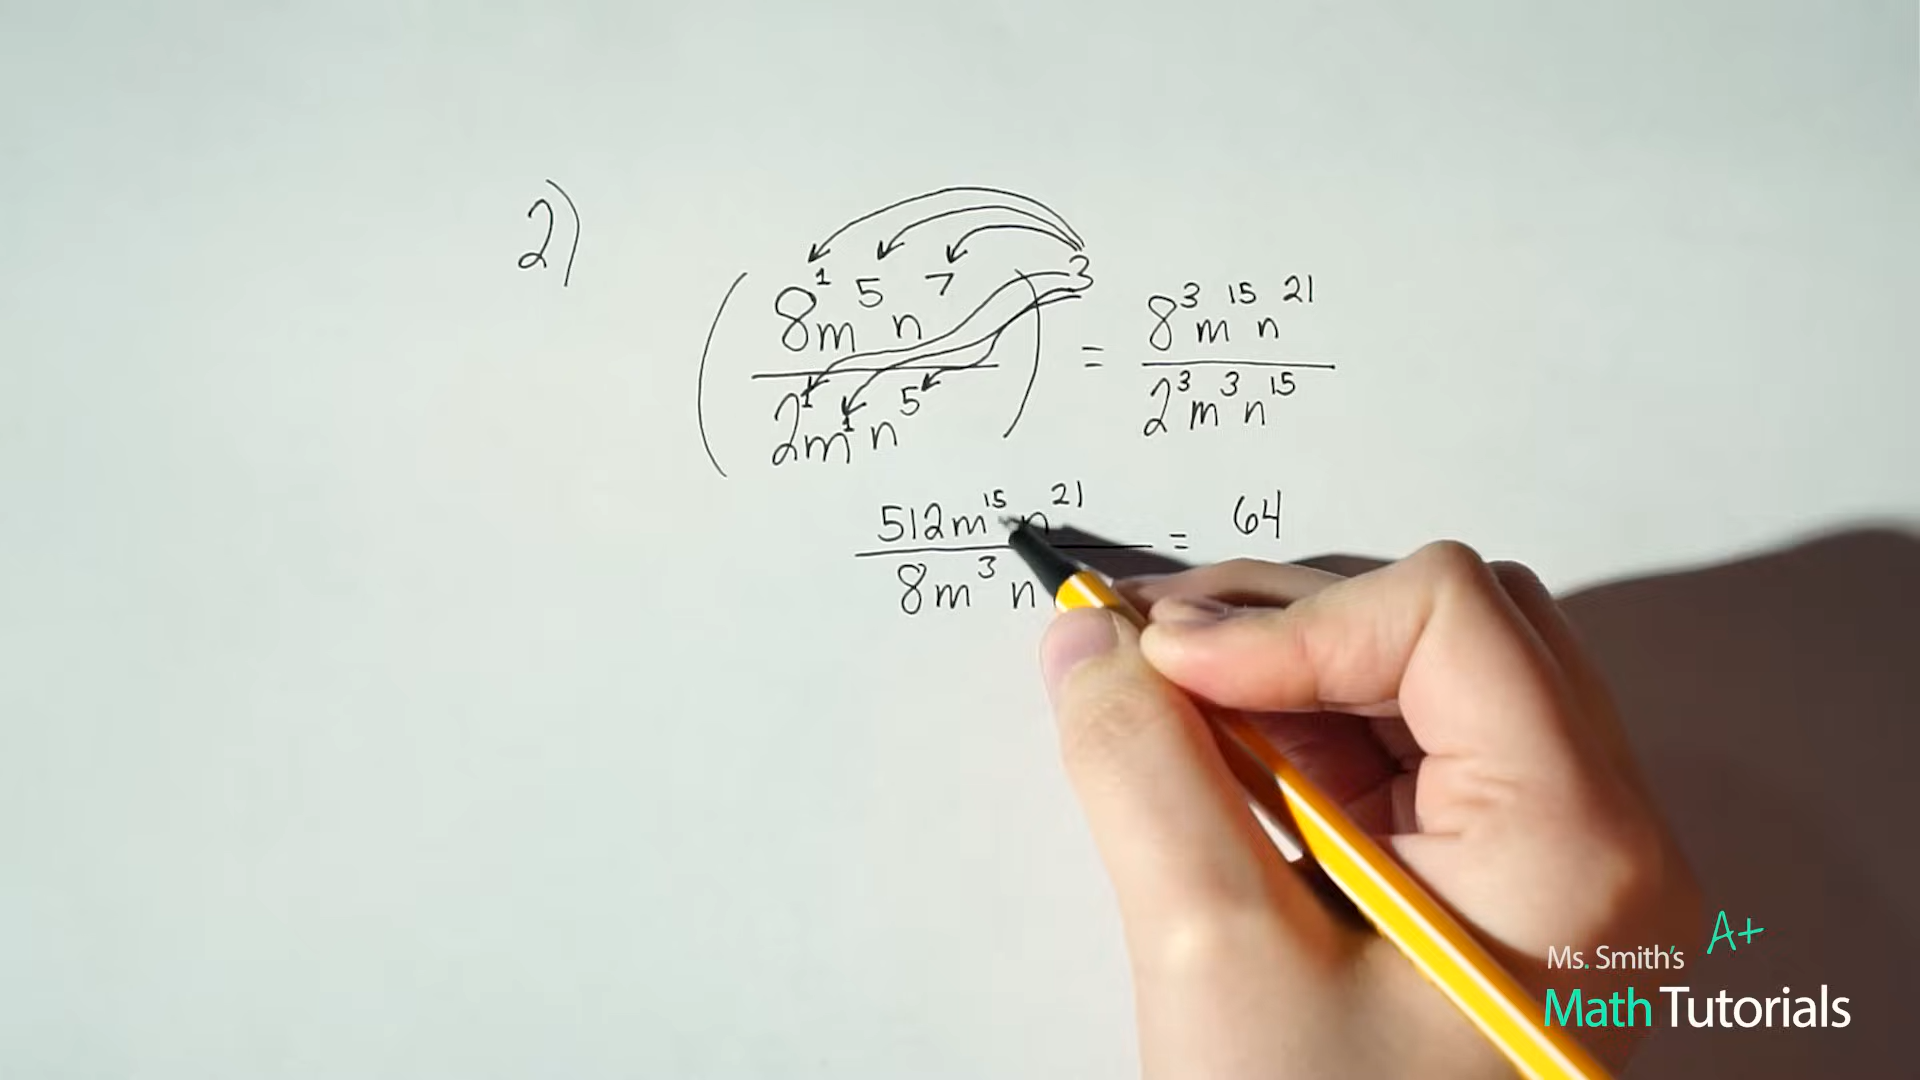 2)
(8¹m⁵n⁷ / 2¹m¹n⁵)³ = 8³m¹⁵n²¹ / 2³m³n¹⁵
512m¹⁵n²¹ / 8m³n = 64
A+
Ms. Smith's
Math Tutorials